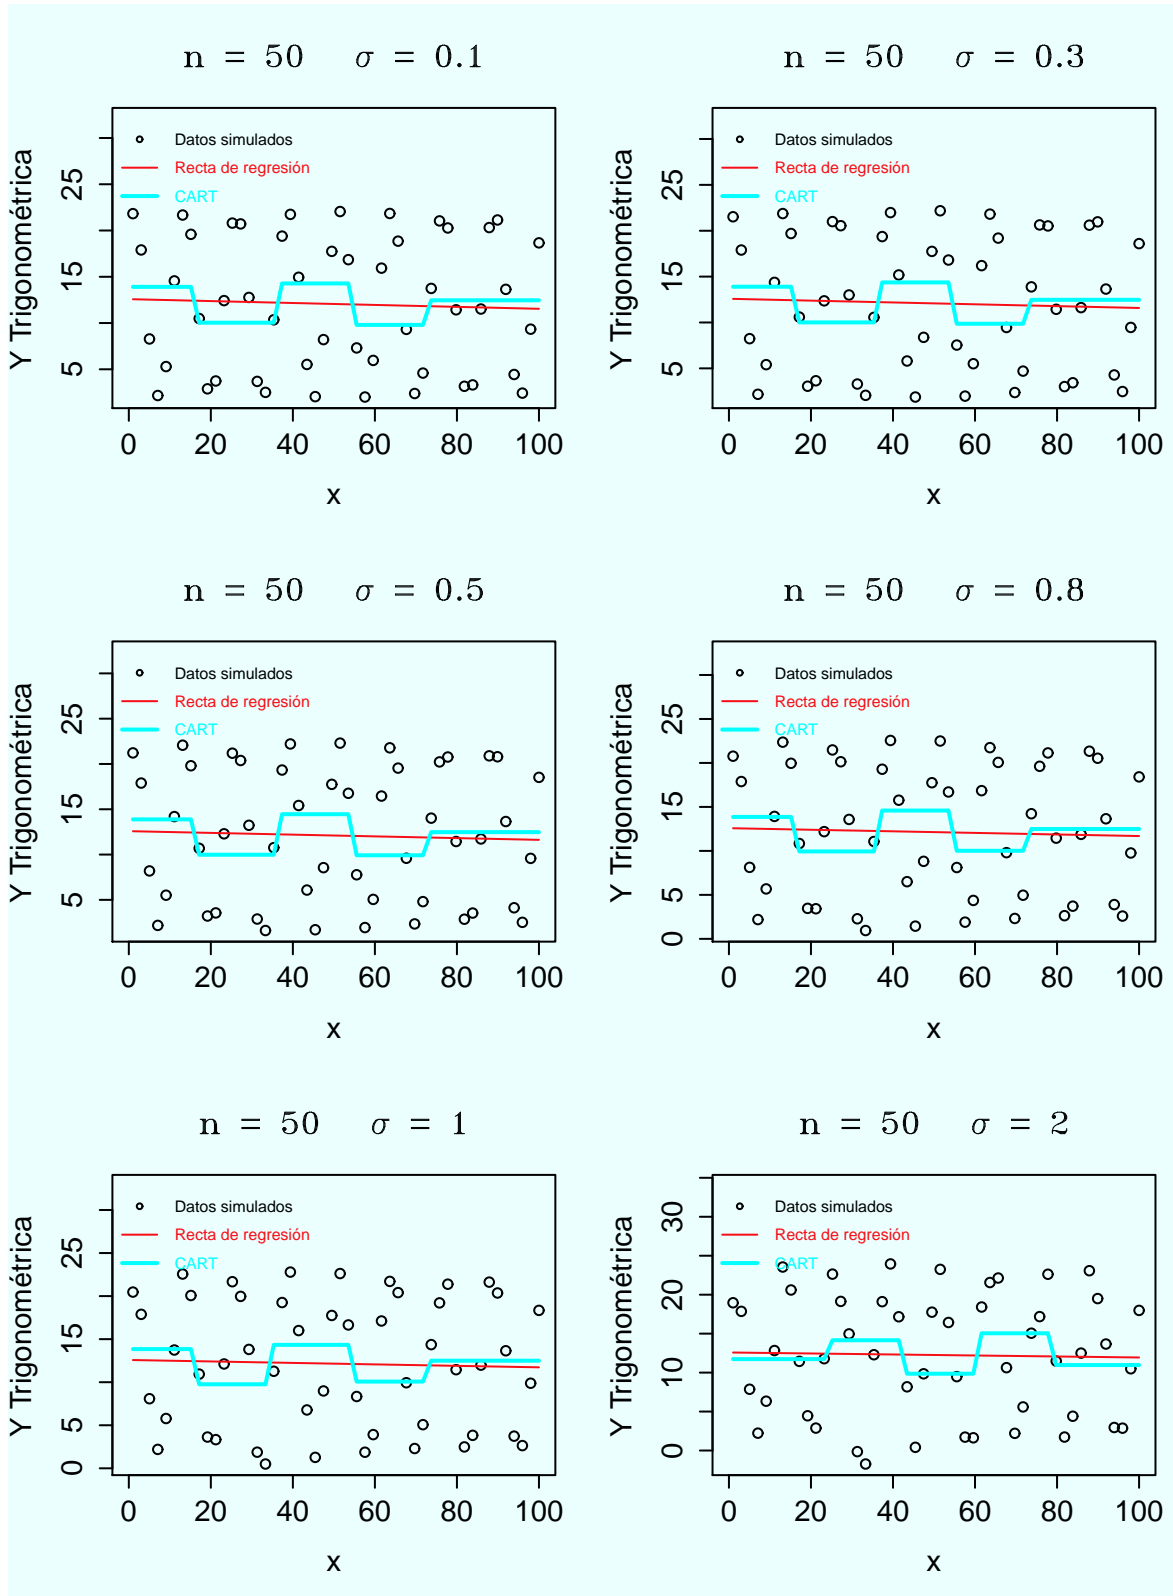 n = 50 σ = 0.1
Y Trigonométrica
5 15 25
Datos simulados
Recta de regresión
CART
0 20 40 60 80 100
x
n = 50 σ = 0.3
Y Trigonométrica
5 15 25
Datos simulados
Recta de regresión
CART
0 20 40 60 80 100
x
n = 50 σ = 0.5
Y Trigonométrica
5 15 25
Datos simulados
Recta de regresión
CART
0 20 40 60 80 100
x
n = 50 σ = 0.8
Y Trigonométrica
0 5 15 25
Datos simulados
Recta de regresión
CART
0 20 40 60 80 100
x
n = 50 σ = 1
Y Trigonométrica
0 5 15 25
Datos simulados
Recta de regresión
CART
0 20 40 60 80 100
x
n = 50 σ = 2
Y Trigonométrica
0 10 20 30
Datos simulados
Recta de regresión
CART
0 20 40 60 80 100
x